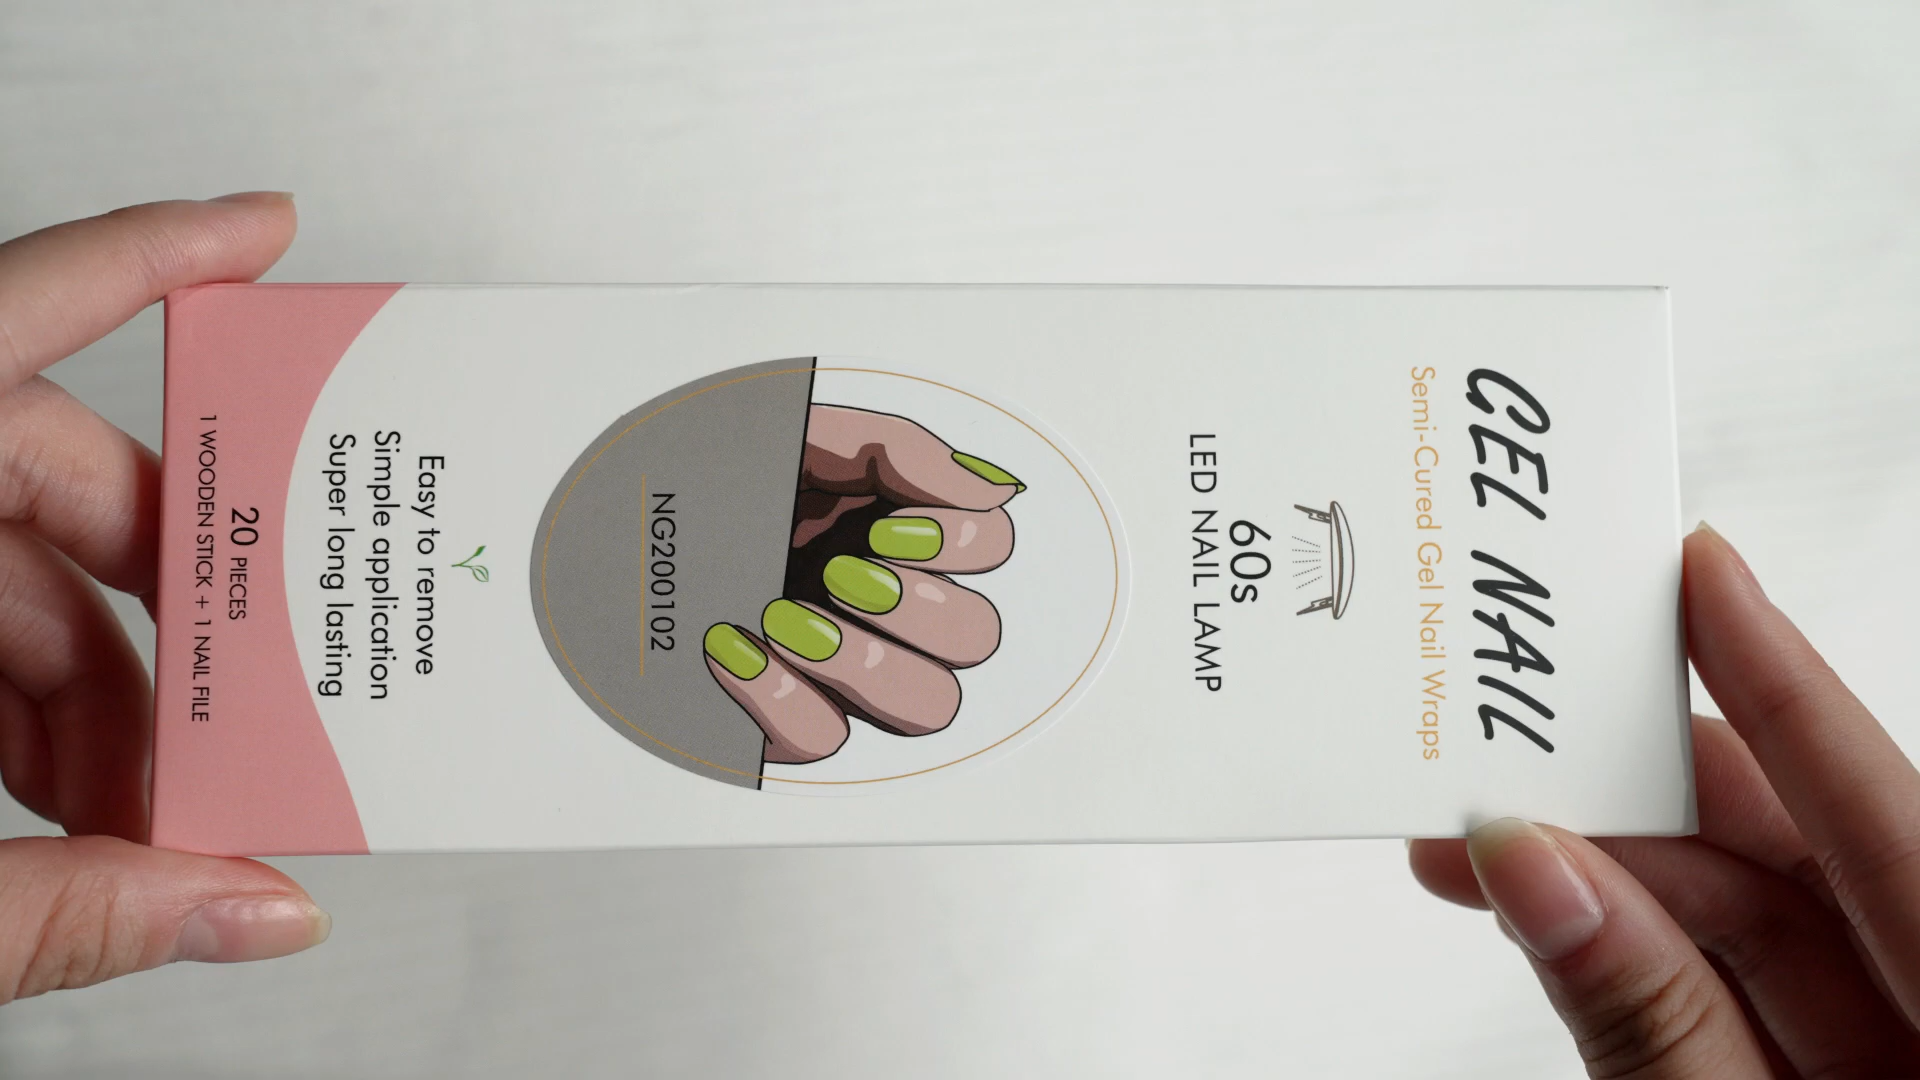 GEL NAIL
Semi-Cured Gel Nail Wraps
60s
LED NAIL LAMP
NG200102
Easy to remove
Simple application
Super long lasting
20 PIECES
1 WOODEN STICK + 1 NAIL FILE